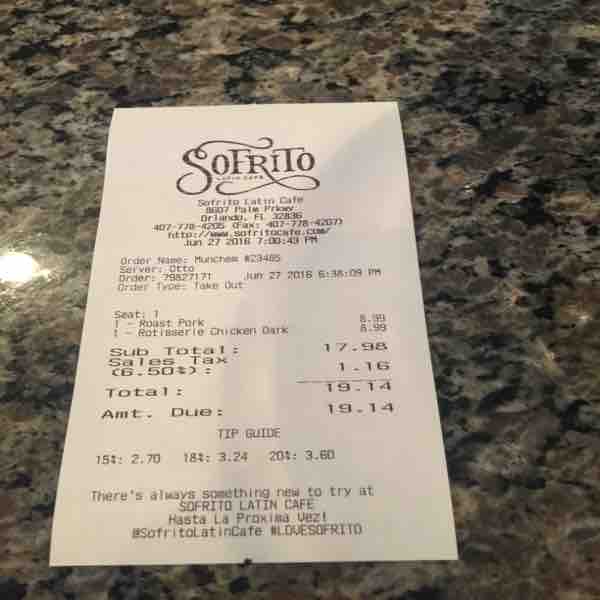 SOFRITO
LATIN CAFE
Sofrito Latin Cafe
8607 Palm Prkwy
Orlando, FL 32836
407-778-4205 (Fax: 407-778-4207)
http://www.sofritocafe.com/
Jun 27 2016 7:00:43 PM
Order Name: Munchem #23485
Server: Otto
Order: 79827171 Jun 27 2016 6:38:09 PM
Order Type: Take Out
Seat: 1
1 - Roast Pork 8.99
1 - Rotisserie Chicken Dark 8.99
Sub Total: 17.98
Sales Tax
(6.50%): 1.16
Total: 19.14
Amt. Due: 19.14
TIP GUIDE
15%: 2.70 18%: 3.24 20%: 3.60
There's always something new to try at
SOFRITO LATIN CAFE
Hasta La Proxima Vez!
@SofritoLatinCafe #LOVESOFRITO